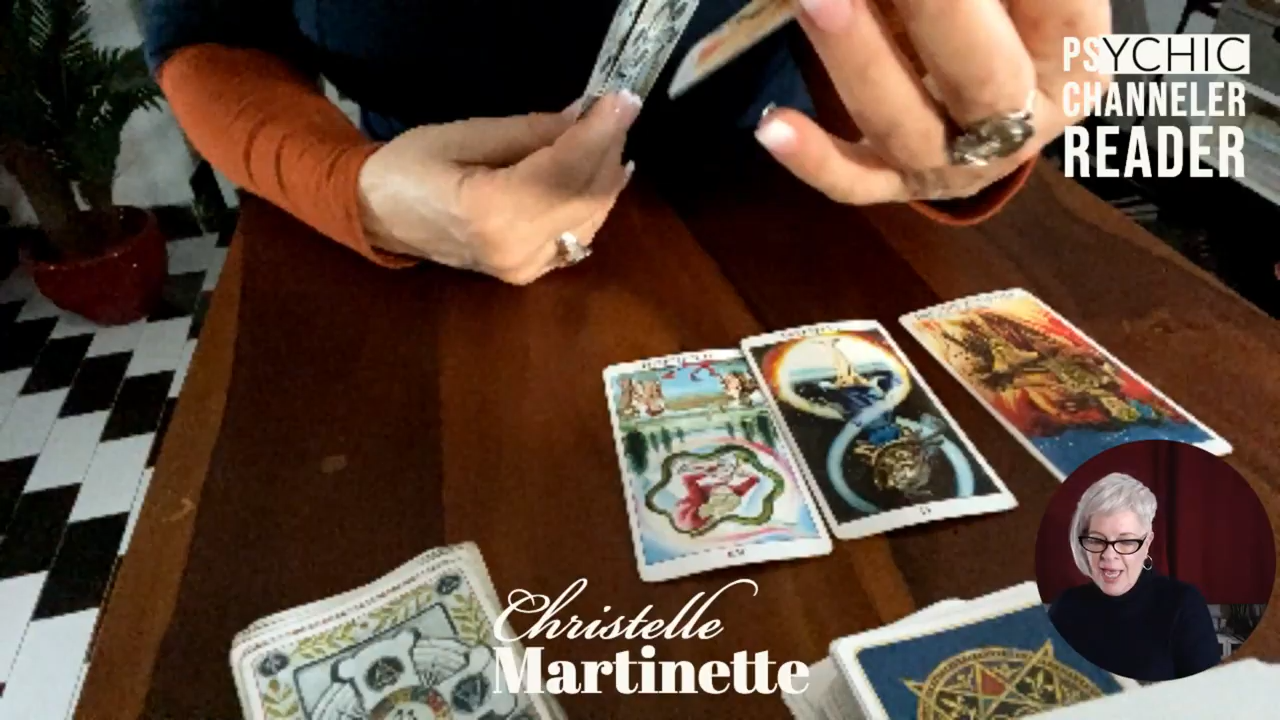 PSYCHIC
CHANNELER
READER
Christelle
Martinette